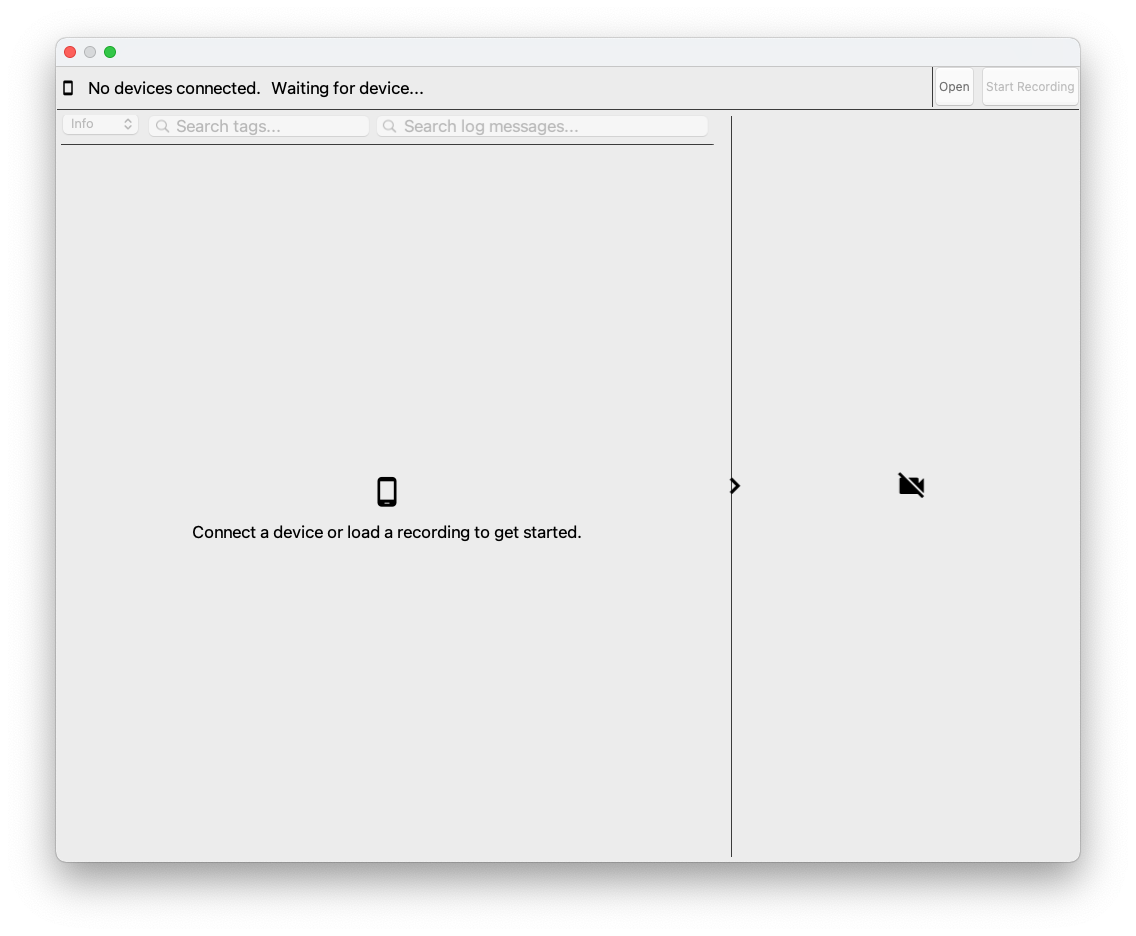 No devices connected. Waiting for device...
Open
Start Recording
Info
Search tags...
Search log messages...
Connect a device or load a recording to get started.